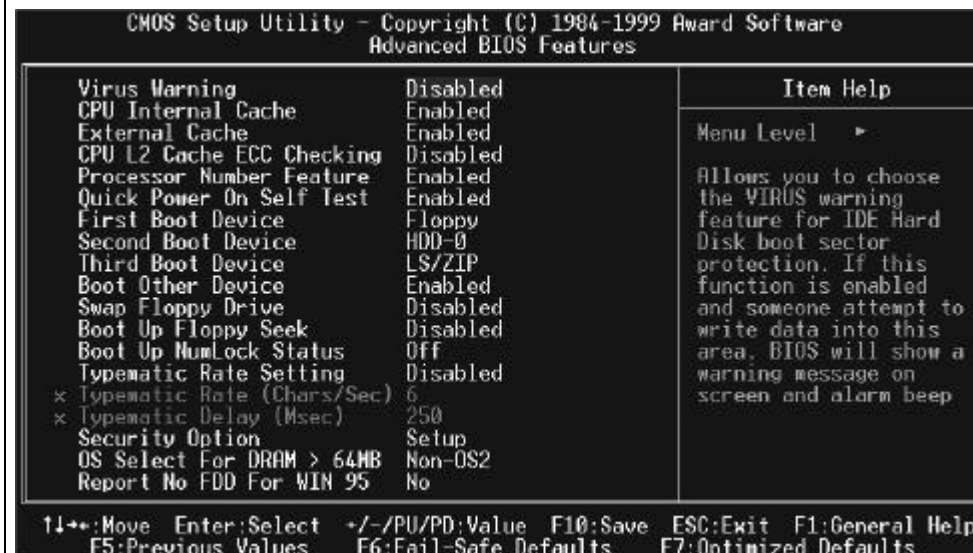 CMOS Setup Utility - Copyright (C) 1984-1999 Award Software
Advanced BIOS Features
Virus Warning Disabled
CPU Internal Cache Enabled
External Cache Enabled
CPU L2 Cache ECC Checking Disabled
Processor Number Feature Enabled
Quick Power On Self Test Enabled
First Boot Device Floppy
Second Boot Device HDD-0
Third Boot Device LS/ZIP
Boot Other Device Enabled
Swap Floppy Drive Disabled
Boot Up Floppy Seek Disabled
Boot Up NumLock Status Off
Typematic Rate Setting Disabled
x Typematic Rate (Chars/Sec) 6
x Typematic Delay (Msec) 250
Security Option Setup
OS Select For DRAM > 64MB Non-OS2
Report No FDD For WIN 95 No
Item Help
Menu Level ►
Allows you to choose
the VIRUS warning
feature for IDE Hard
Disk boot sector
protection. If this
function is enabled
and someone attempt to
write data into this
area, BIOS will show a
warning message on
screen and alarm beep
↑↓→←:Move Enter:Select +/-/PU/PD:Value F10:Save ESC:Exit F1:General Help
F5:Previous Values F6:Fail-Safe Defaults F7:Optimized Defaults